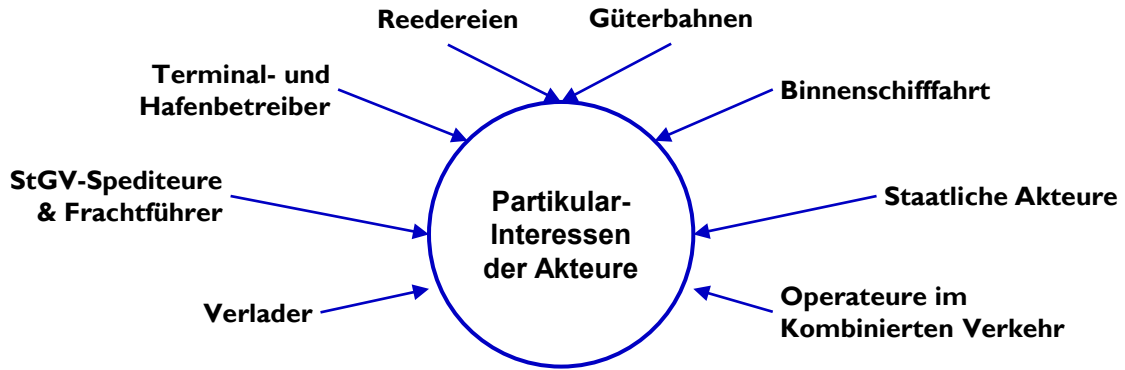 Reedereien
Güterbahnen
Terminal- und
Hafenbetreiber
Binnenschifffahrt
StGV-Spediteure
& Frachtführer
Partikular-
Interessen
der Akteure
Staatliche Akteure
Verlader
Operateure im
Kombinierten Verkehr